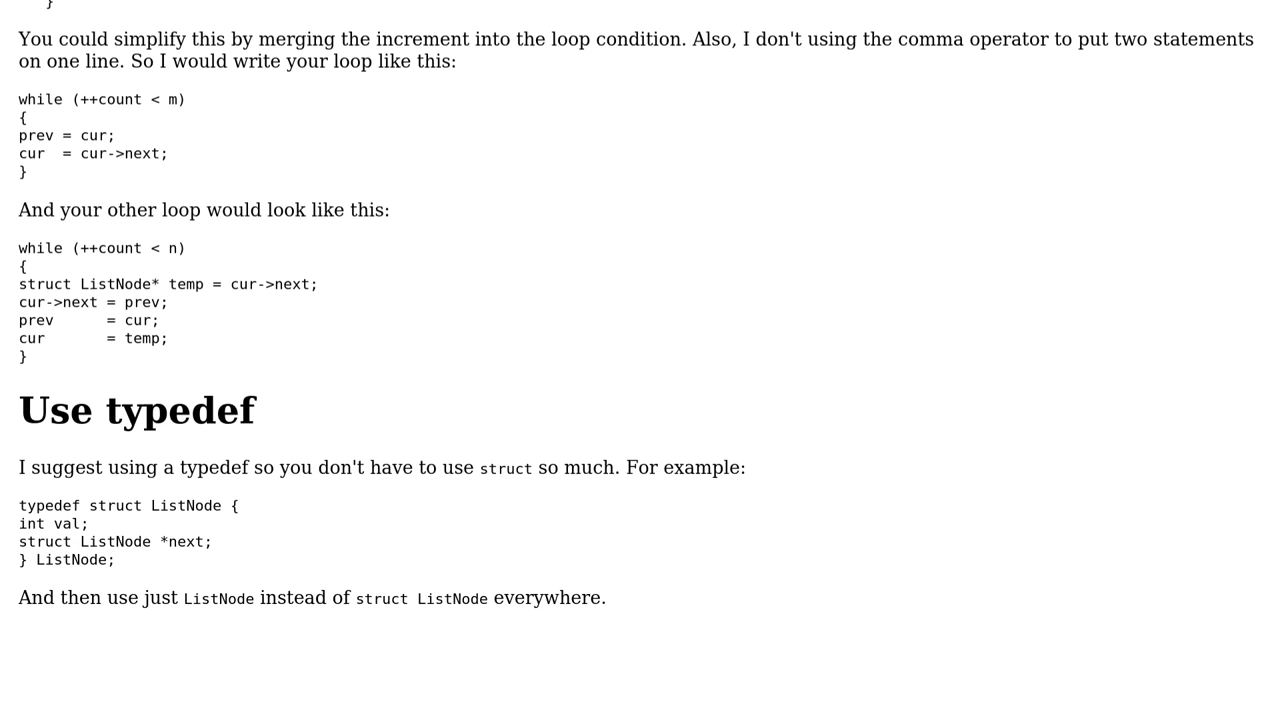 }
You could simplify this by merging the increment into the loop condition. Also, I don't using the comma operator to put two statements
on one line. So I would write your loop like this:
while (++count < m)
{
prev = cur;
cur  = cur->next;
}
And your other loop would look like this:
while (++count < n)
{
struct ListNode* temp = cur->next;
cur->next = prev;
prev      = cur;
cur       = temp;
}
Use typedef
I suggest using a typedef so you don't have to use struct so much. For example:
typedef struct ListNode {
int val;
struct ListNode *next;
} ListNode;
And then use just ListNode instead of struct ListNode everywhere.